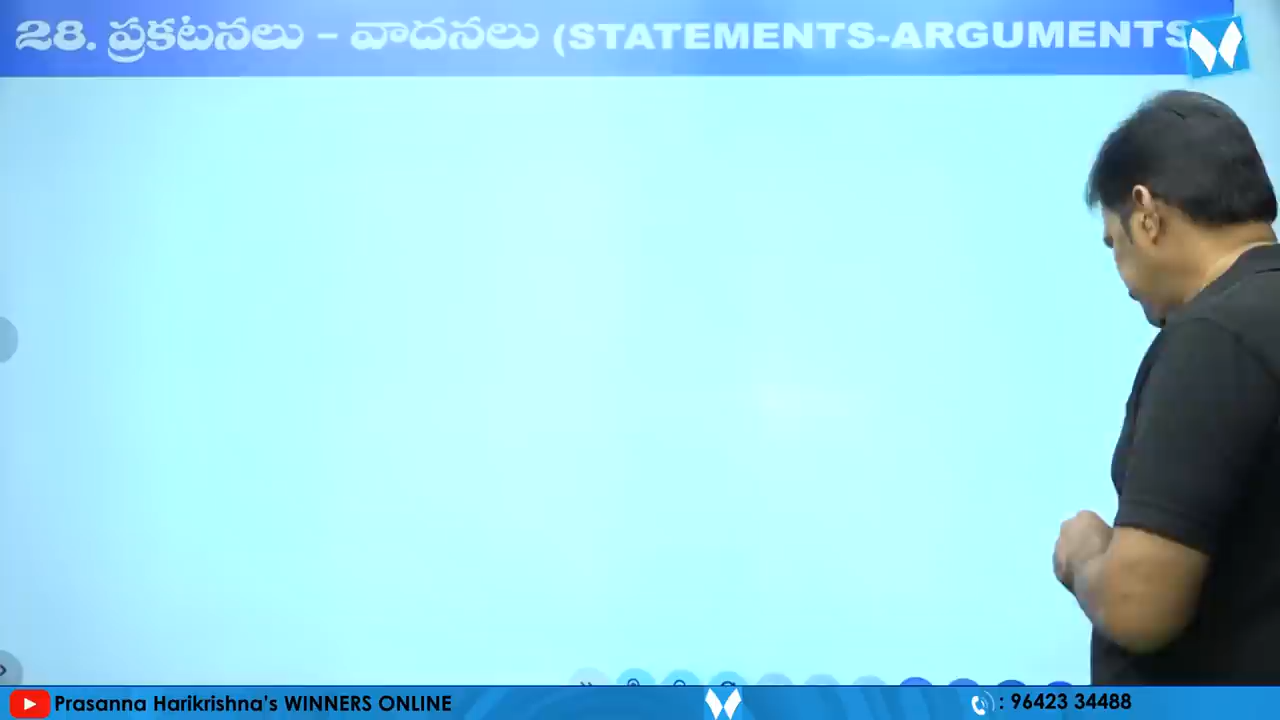 28. ప్రకటనలు - వాదనలు (STATEMENTS-ARGUMENTS
Prasanna Harikrishna's WINNERS ONLINE
: 96423 34488